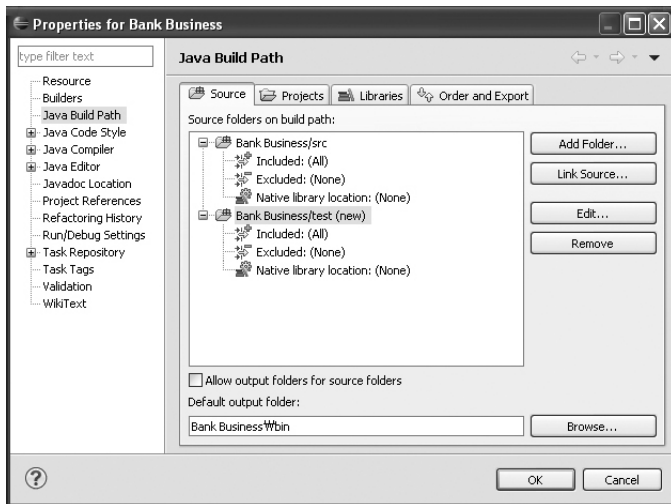 Properties for Bank Business
type filter text
Resource
Builders
Java Build Path
Java Code Style
Java Compiler
Java Editor
Javadoc Location
Project References
Refactoring History
Run/Debug Settings
Task Repository
Task Tags
Validation
WikiText
Java Build Path
Source
Projects
Libraries
Order and Export
Source folders on build path:
Bank Business/src
Included: (All)
Excluded: (None)
Native library location: (None)
Bank Business/test (new)
Included: (All)
Excluded: (None)
Native library location: (None)
Add Folder...
Link Source...
Edit...
Remove
Allow output folders for source folders
Default output folder:
Bank Business₩bin
Browse...
OK
Cancel